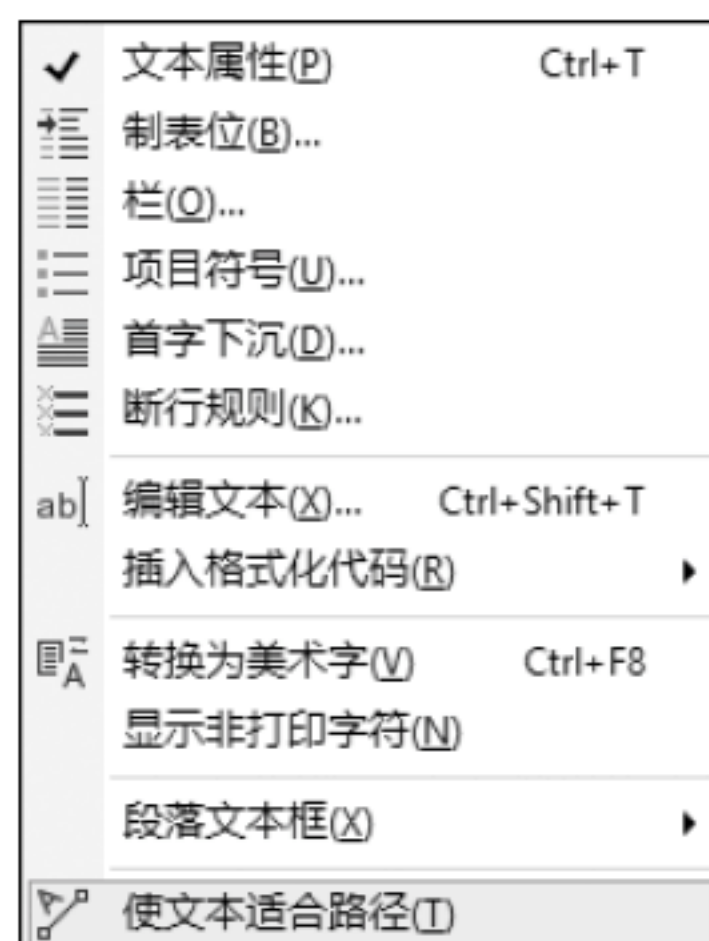 文本属性(P) Ctrl+T
制表位(B)...
栏(O)...
项目符号(U)...
首字下沉(D)...
断行规则(K)...
ab 编辑文本(X)... Ctrl+Shift+T
插入格式化代码(R)
转换为美术字(V) Ctrl+F8
显示非打印字符(N)
段落文本框(X)
使文本适合路径(T)